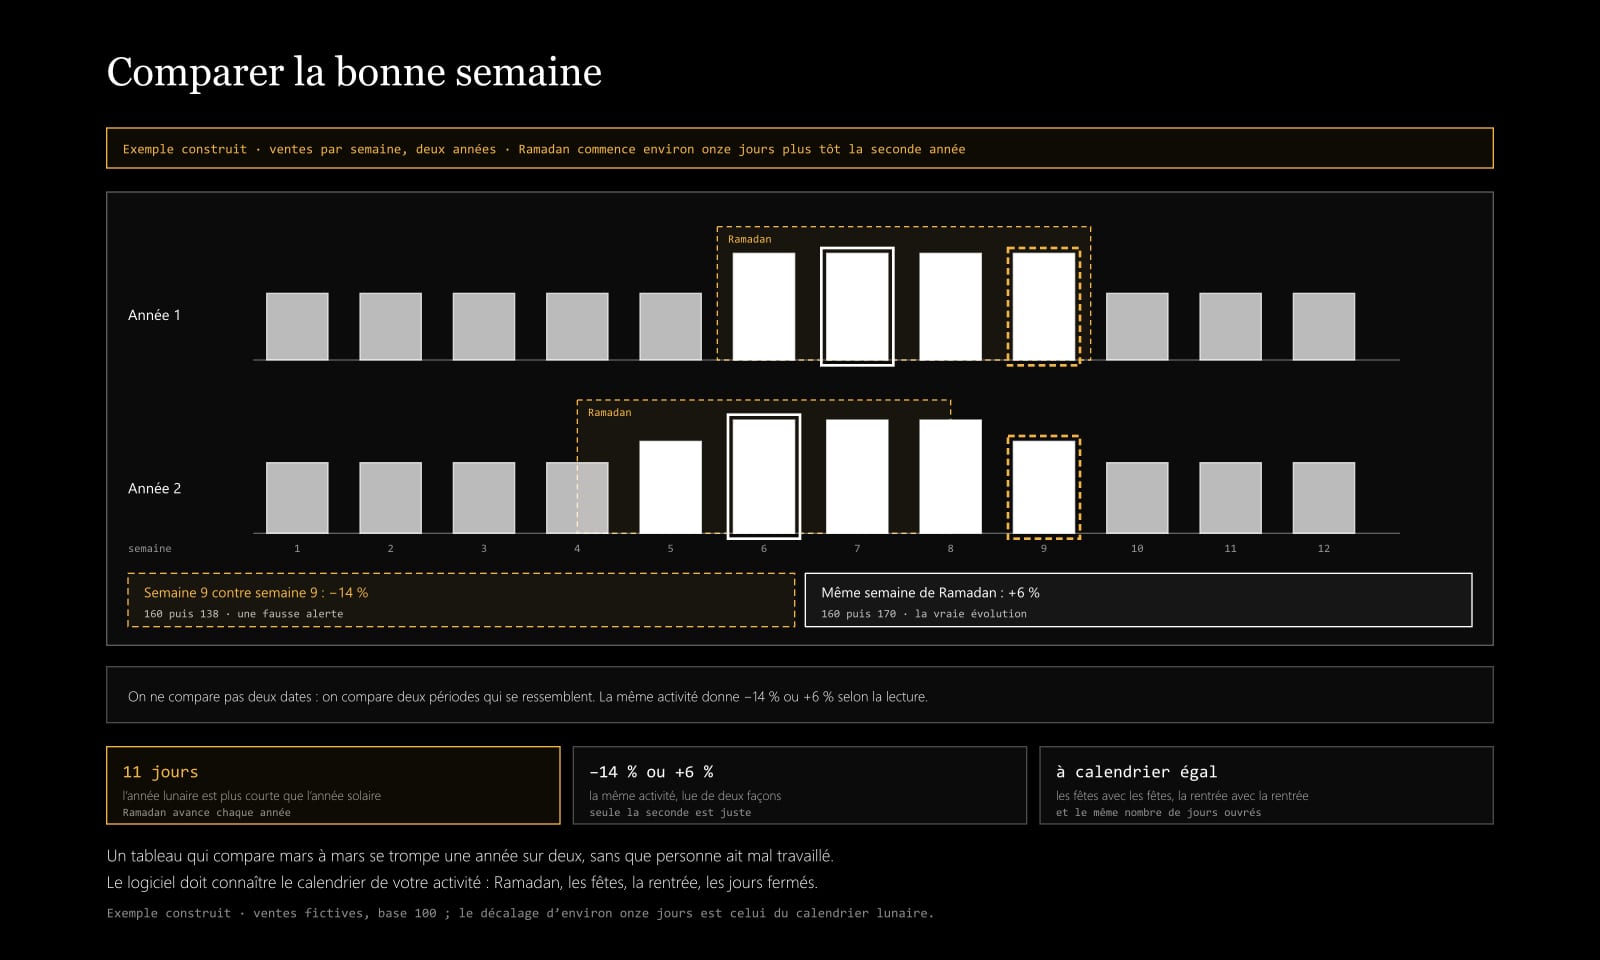 Comparer la bonne semaine
Exemple construit · ventes par semaine, deux années · Ramadan commence environ onze jours plus tôt la seconde année
Ramadan
Année 1
Ramadan
Année 2
semaine 1 2 3 4 5 6 7 8 9 10 11 12
Semaine 9 contre semaine 9 : −14 %
160 puis 138 · une fausse alerte
Même semaine de Ramadan : +6 %
160 puis 170 · la vraie évolution
On ne compare pas deux dates : on compare deux périodes qui se ressemblent. La même activité donne −14 % ou +6 % selon la lecture.
11 jours
l’année lunaire est plus courte que l’année solaire
Ramadan avance chaque année
−14 % ou +6 %
la même activité, lue de deux façons
seule la seconde est juste
à calendrier égal
les fêtes avec les fêtes, la rentrée avec la rentrée
et le même nombre de jours ouvrés
Un tableau qui compare mars à mars se trompe une année sur deux, sans que personne ait mal travaillé.
Le logiciel doit connaître le calendrier de votre activité : Ramadan, les fêtes, la rentrée, les jours fermés.
Exemple construit · ventes fictives, base 100 ; le décalage d’environ onze jours est celui du calendrier lunaire.